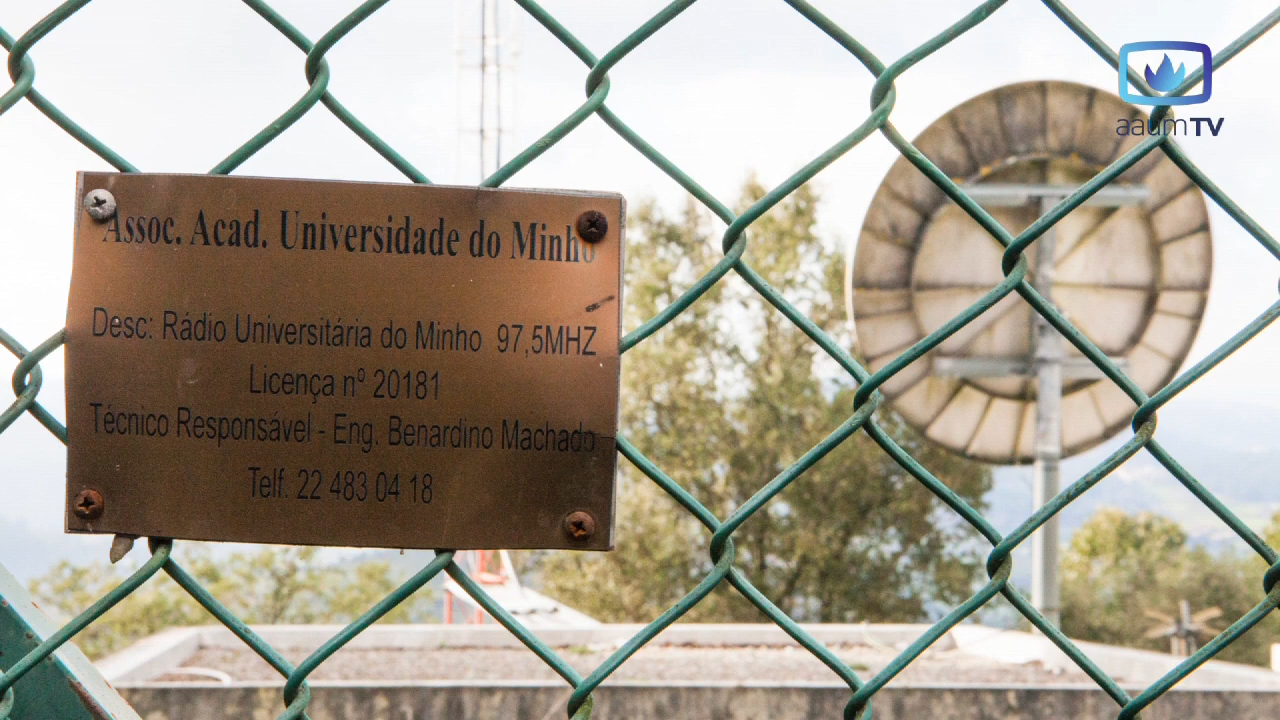 aaumTV
Assoc. Acad. Universidade do Minho
Desc: Rádio Universitária do Minho 97,5MHZ
Licença nº 20181
Técnico Responsável - Eng. Benardino Machado
Telf. 22 483 04 18